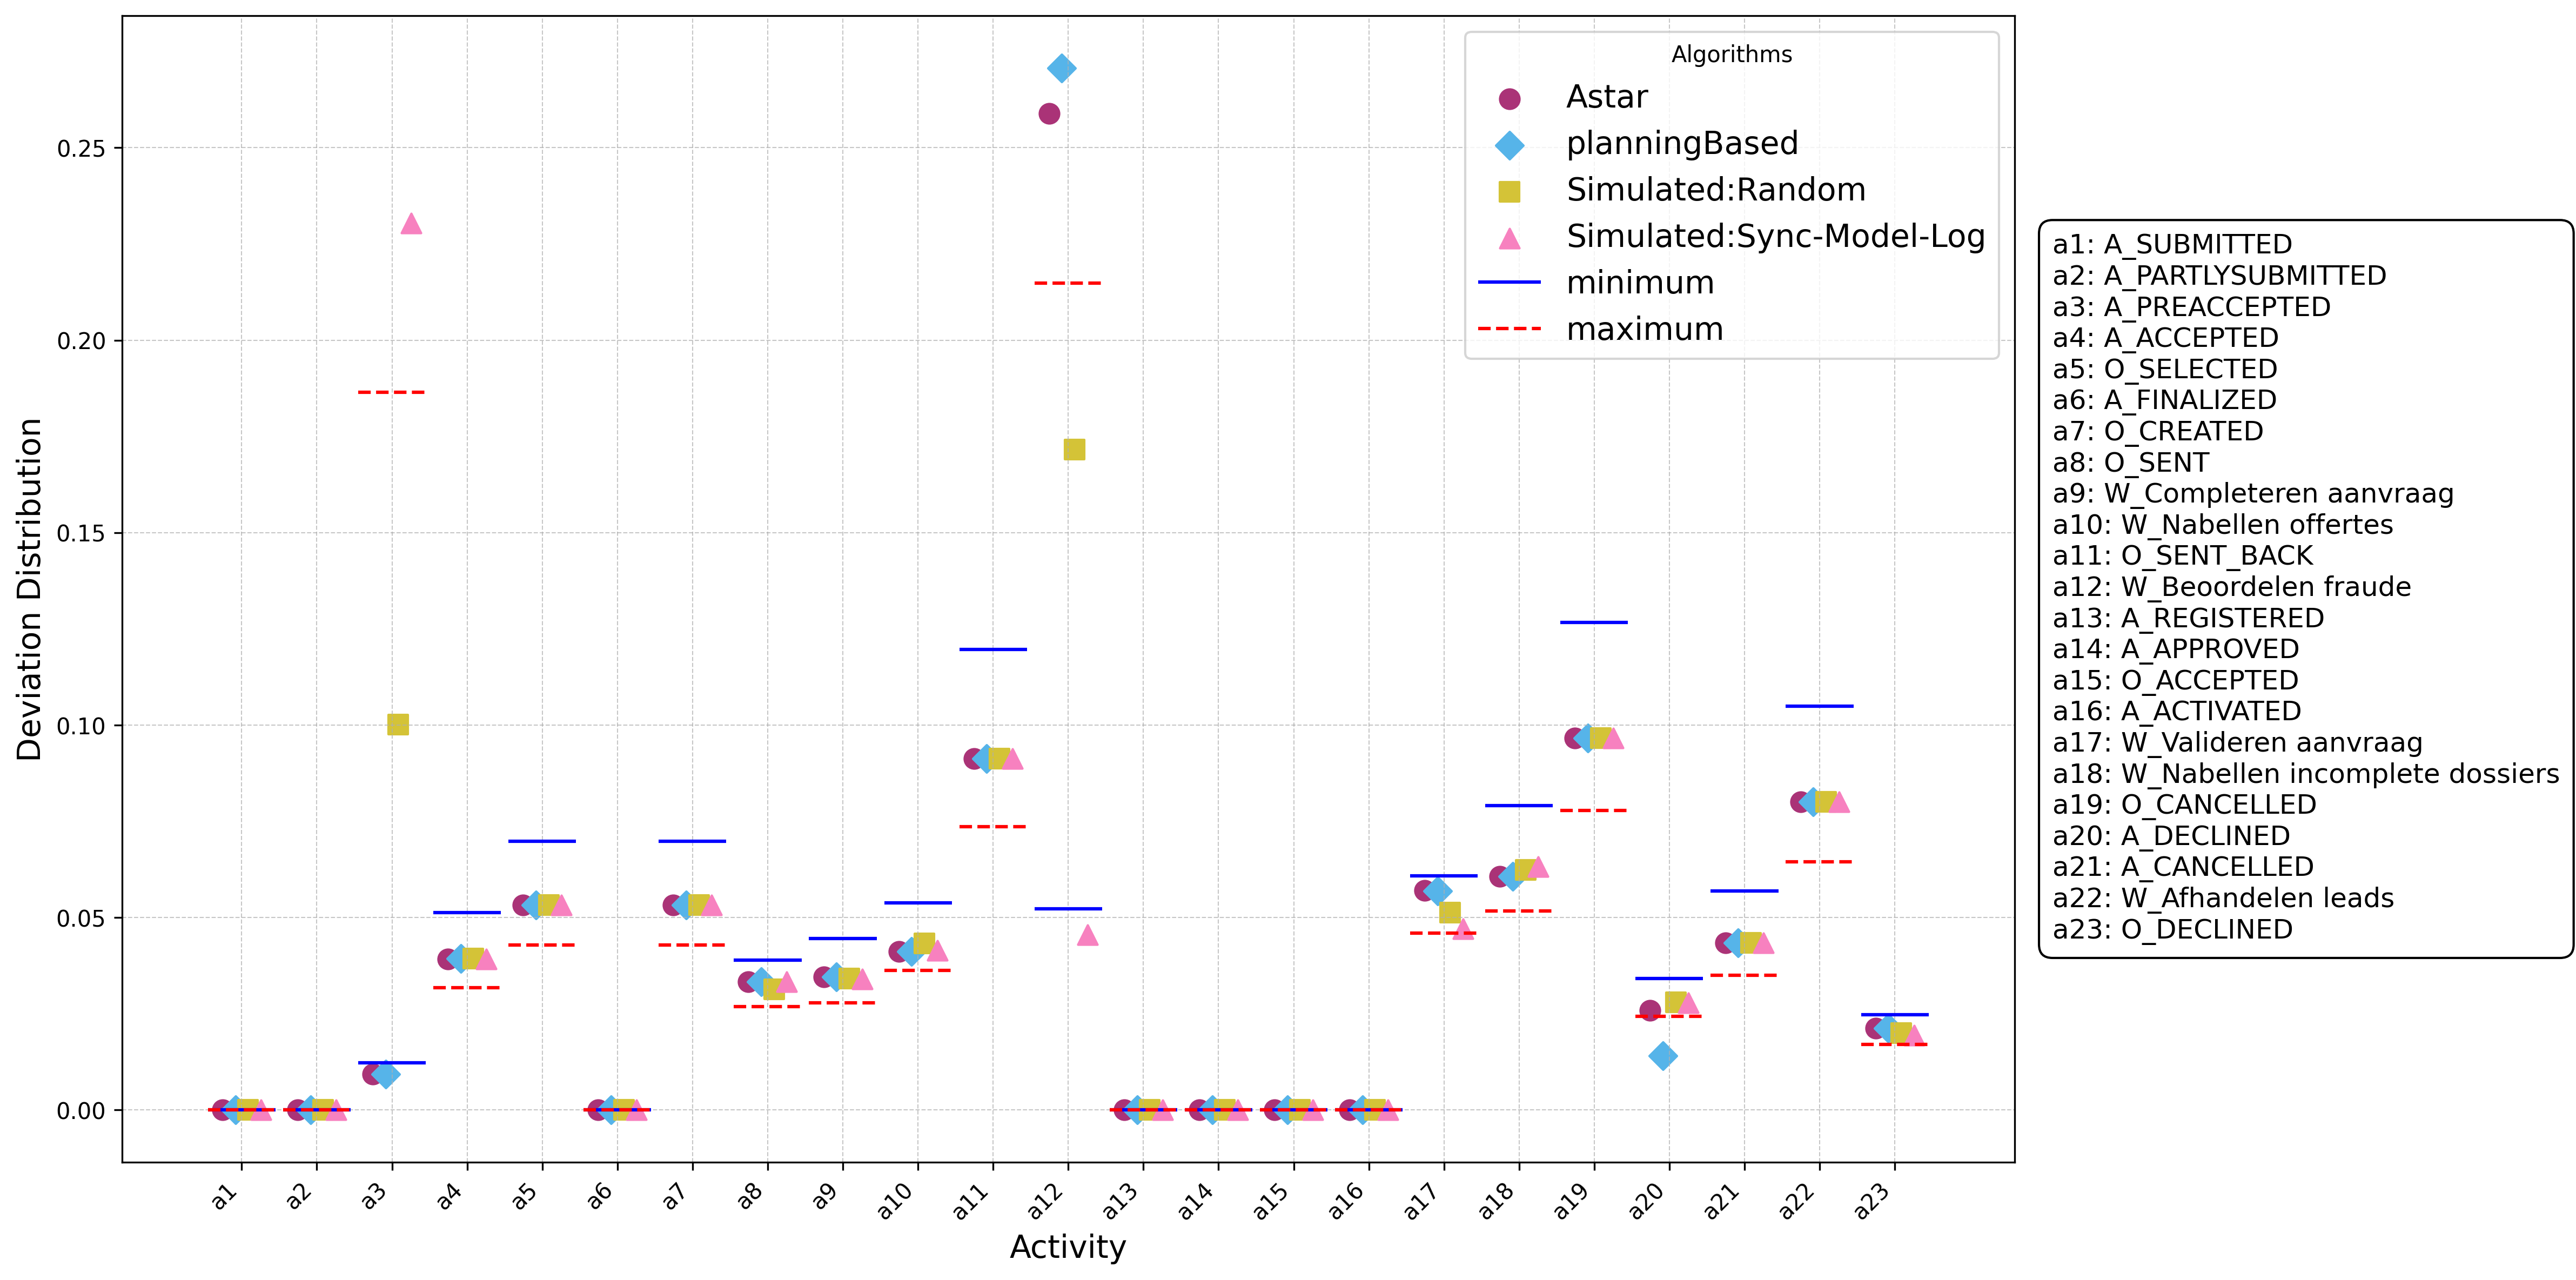 Algorithms
Astar
planningBased
Simulated:Random
Simulated:Sync-Model-Log
minimum
maximum
Deviation Distribution
0.25
0.20
0.15
0.10
0.05
0.00
a1
a2
a3
a4
a5
a6
a7
a8
a9
a10
a11
a12
a13
a14
a15
a16
a17
a18
a19
a20
a21
a22
a23
Activity
a1: A_SUBMITTED
a2: A_PARTLYSUBMITTED
a3: A_PREACCEPTED
a4: A_ACCEPTED
a5: O_SELECTED
a6: A_FINALIZED
a7: O_CREATED
a8: O_SENT
a9: W_Completeren aanvraag
a10: W_Nabellen offertes
a11: O_SENT_BACK
a12: W_Beoordelen fraude
a13: A_REGISTERED
a14: A_APPROVED
a15: O_ACCEPTED
a16: A_ACTIVATED
a17: W_Valideren aanvraag
a18: W_Nabellen incomplete dossiers
a19: O_CANCELLED
a20: A_DECLINED
a21: A_CANCELLED
a22: W_Afhandelen leads
a23: O_DECLINED